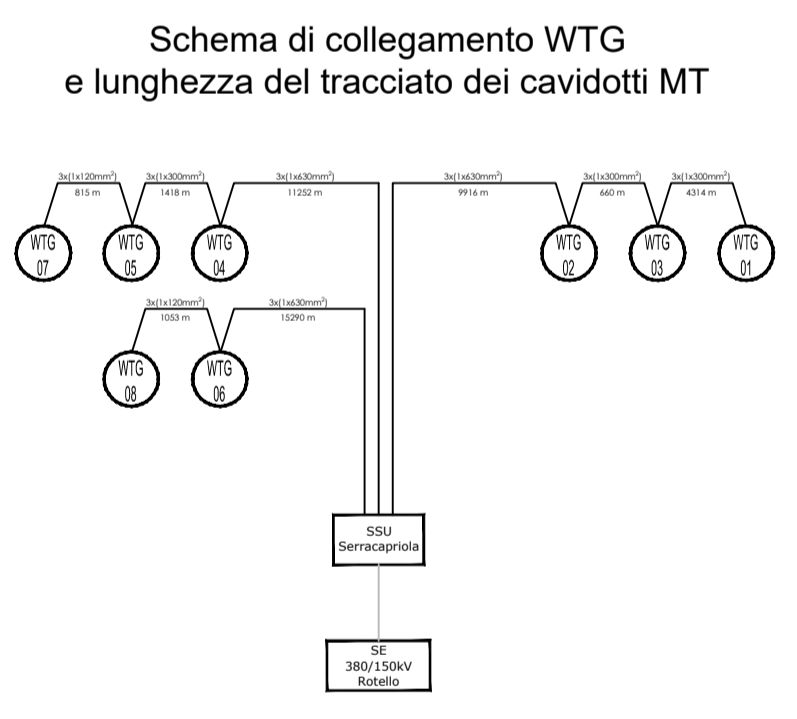 Schema di collegamento WTG
e lunghezza del tracciato dei cavidotti MT
3x(1x120mm²)
815 m
3x(1x300mm²)
1418 m
3x(1x630mm²)
11252 m
3x(1x630mm²)
9916 m
3x(1x300mm²)
660 m
3x(1x300mm²)
4314 m
WTG
07
WTG
05
WTG
04
WTG
02
WTG
03
WTG
01
3x(1x120mm²)
1053 m
3x(1x630mm²)
15290 m
WTG
08
WTG
06
SSU
Serracapriola
SE
380/150kV
Rotello